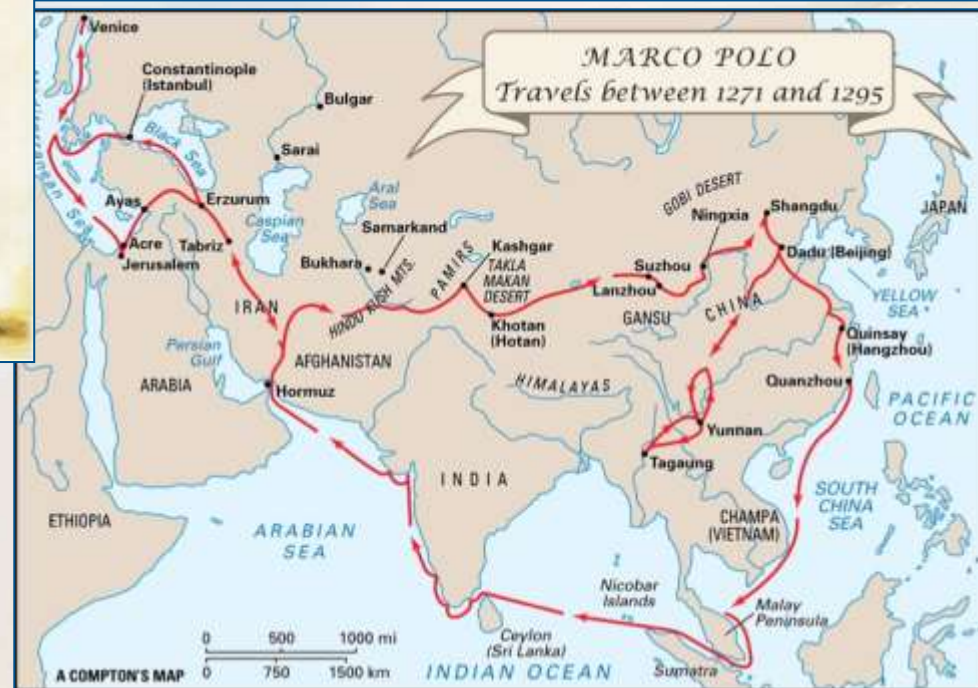 MARCO POLO
Travels between 1271 and 1295
Venice
Constantinople
(Istanbul)
Bulgar
Sarai
Black Sea
Mediterranean Sea
Ayas
Erzurum
Caspian
Sea
Aral
Sea
Samarkand
Bukhara
Acre
Jerusalem
Tabriz
IRAN
HINDU KUSH MTS.
PAMIRS
Kashgar
TAKLA
MAKAN
DESERT
Khotan
(Hotan)
Suzhou
Lanzhou
GANSU
Ningxia
GOBI DESERT
Shangdu
Dadu (Beijing)
CHINA
JAPAN
YELLOW
SEA
Quinsay
(Hangzhou)
Quanzhou
PACIFIC
OCEAN
Persian
Gulf
ARABIA
Hormuz
AFGHANISTAN
HIMALAYAS
Yunnan
Tagaung
INDIA
ETHIOPIA
ARABIAN
SEA
CHAMPA
(VIETNAM)
SOUTH
CHINA
SEA
Nicobar
Islands
Malay
Peninsula
Ceylon
(Sri Lanka)
Sumatra
INDIAN OCEAN
0 500 1000 mi
0 750 1500 km
A COMPTON'S MAP